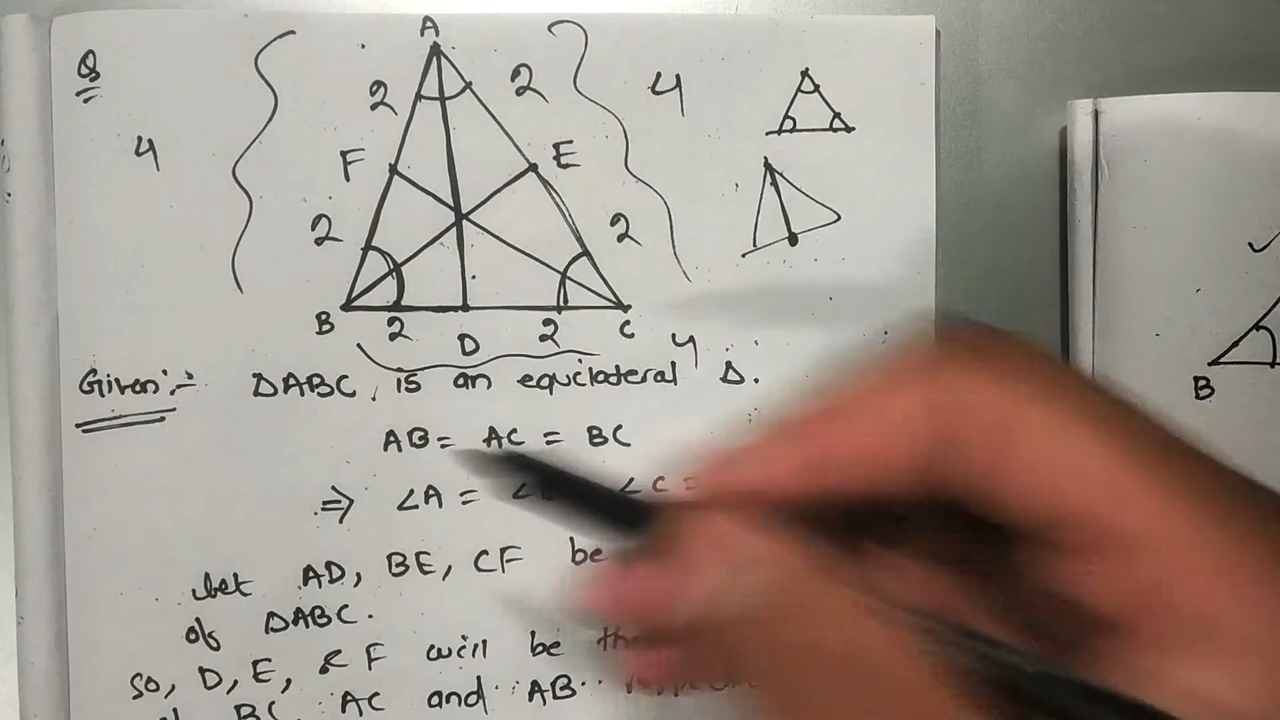 Q
A
2 2 4
4
F E
2 2
B 2 D 2 C
4
Given:- ΔABC, is an equilateral Δ.
AB = AC = BC
⇒ ∠A = ∠C =
Let AD, BE, CF be
of ΔABC.
so, D, E, & F will be
BC, AC and AB
B